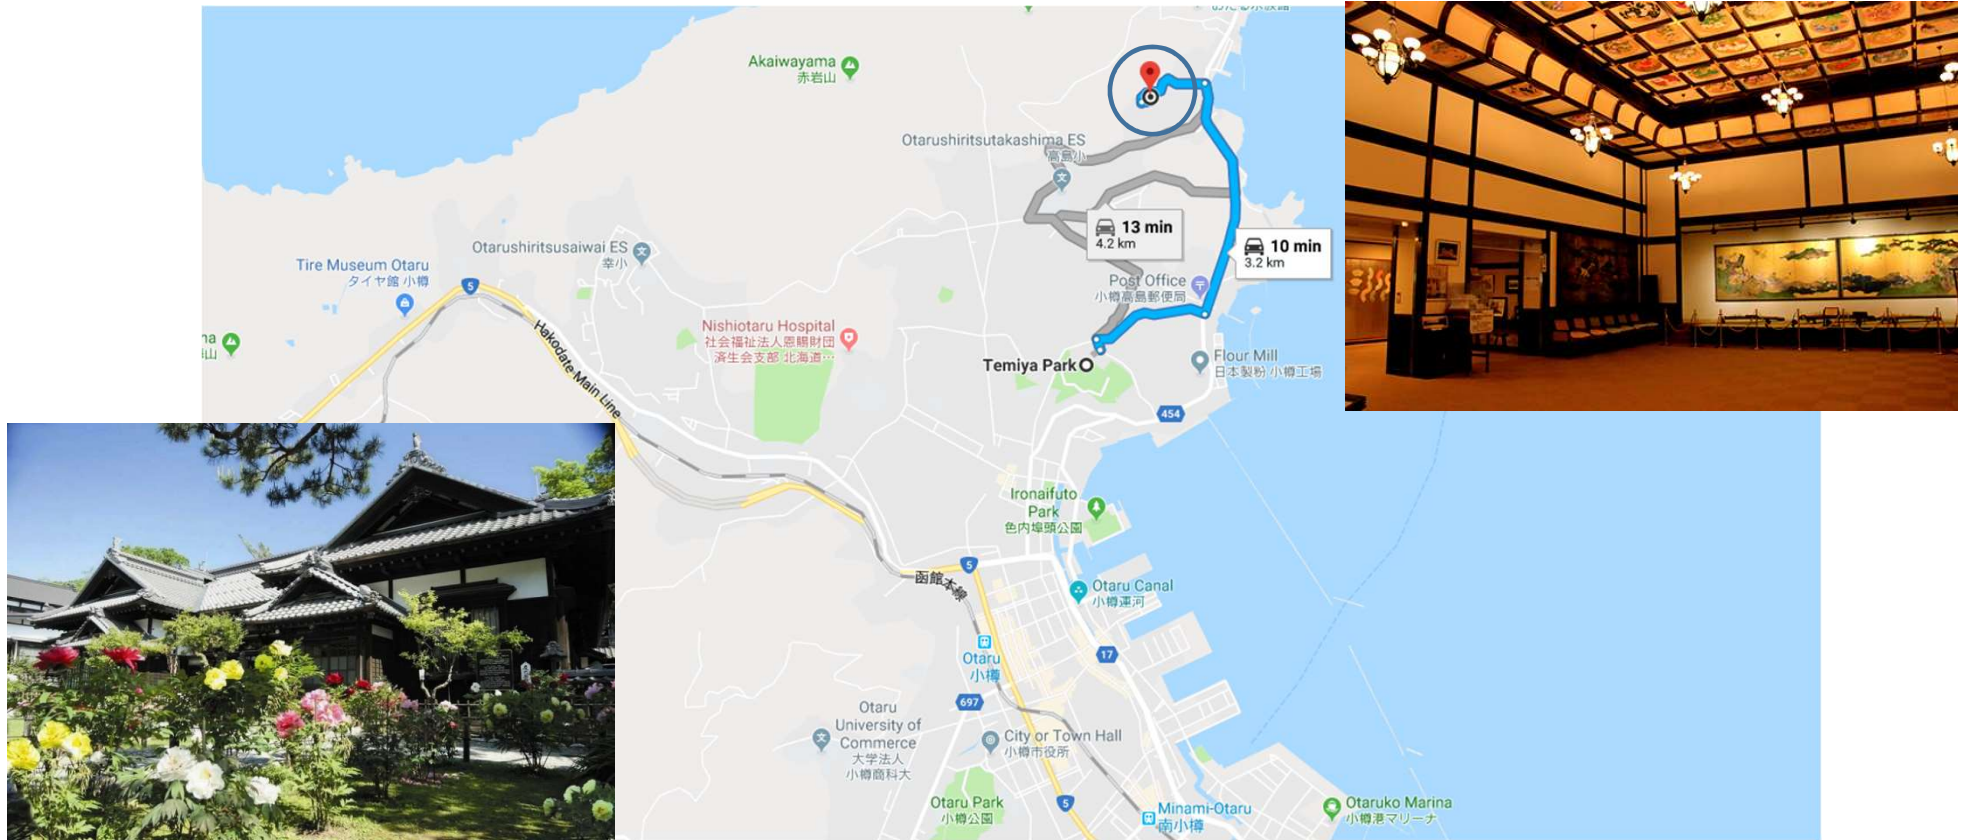 Akaiwayama
赤岩山
Otarushiritsutakashima ES
高島小
13 min
4.2 km
10 min
3.2 km
Otarushiritsusaiwai ES
幸小
Tire Museum Otaru
タイヤ館 小樽
5
Post Office
小樽高島郵便局
Nishiotaru Hospital
社会福祉法人恩賜財団
済生会支部 北海道…
Hakodate Main Line
Temiya Park
Flour Mill
日本製粉 小樽工場
454
Ironaifuto
Park
色内埠頭公園
5
函館本線
Otaru Canal
小樽運河
Otaru
小樽
17
697
Otaru
University of
Commerce
大学法人
小樽商科大
City or Town Hall
小樽市役所
Otaru Park
小樽公園
5
Minami-Otaru
南小樽
Otaruko Marina
小樽港マリーナ